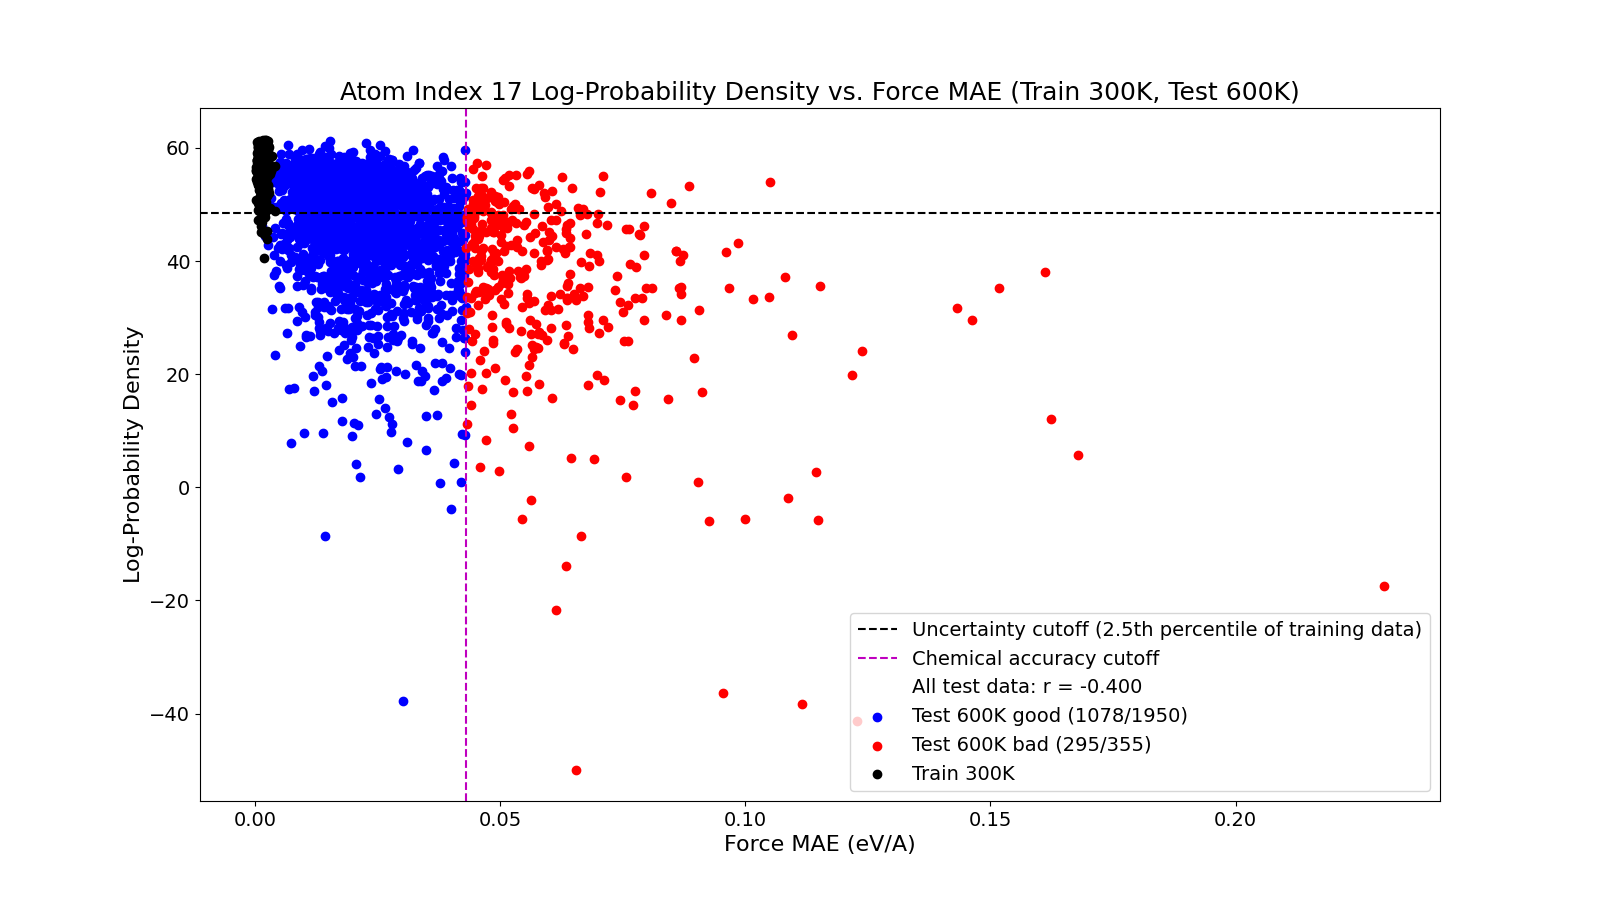 Atom Index 17 Log-Probability Density vs. Force MAE (Train 300K, Test 600K)
Log-Probability Density
60
40
20
0
−20
−40
0.00
0.05
0.10
0.15
0.20
Force MAE (eV/A)
Uncertainty cutoff (2.5th percentile of training data)
Chemical accuracy cutoff
All test data: r = -0.400
Test 600K good (1078/1950)
Test 600K bad (295/355)
Train 300K